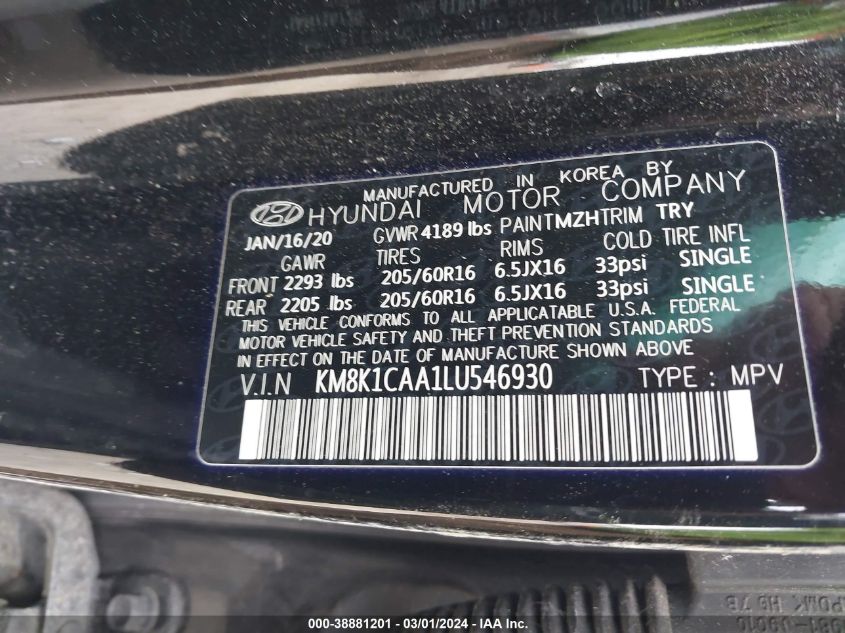 MANUFACTURED IN KOREA BY
HYUNDAI MOTOR COMPANY
JAN/16/20 GVWR 4189 lbs PAINT MZH TRIM TRY
GAWR TIRES RIMS COLD TIRE INFL
FRONT 2293 lbs 205/60R16 6.5JX16 33psi SINGLE
REAR 2205 lbs 205/60R16 6.5JX16 33psi SINGLE
THIS VEHICLE CONFORMS TO ALL APPLICATABLE U.S.A. FEDERAL
MOTOR VEHICLE SAFETY AND THEFT PREVENTION STANDARDS
IN EFFECT ON THE DATE OF MANUFACTURE SHOWN ABOVE
V.I.N KM8K1CAA1LU546930 TYPE : MPV
000-38881201 - 03/01/2024 - IAA Inc.